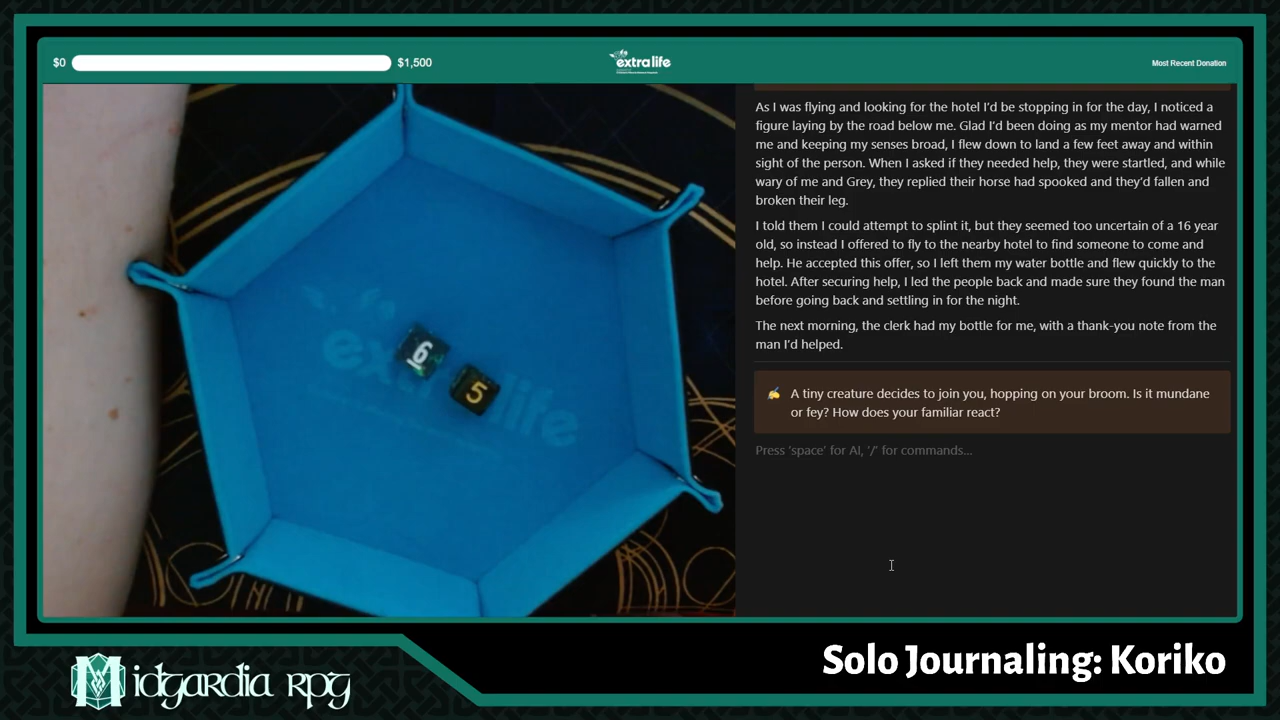 $0
$1,500
extralife
Most Recent Donation
As I was flying and looking for the hotel I'd be stopping in for the day, I noticed a
figure laying by the road below me. Glad I'd been doing as my mentor had warned
me and keeping my senses broad, I flew down to land a few feet away and within
sight of the person. When I asked if they needed help, they were startled, and while
wary of me and Grey, they replied their horse had spooked and they'd fallen and
broken their leg.
I told them I could attempt to splint it, but they seemed too uncertain of a 16 year
old, so instead I offered to fly to the nearby hotel to find someone to come and
help. He accepted this offer, so I left them my water bottle and flew quickly to the
hotel. After securing help, I led the people back and made sure they found the man
before going back and settling in for the night.
The next morning, the clerk had my bottle for me, with a thank-you note from the
man I'd helped.
✍️ A tiny creature decides to join you, hopping on your broom. Is it mundane
or fey? How does your familiar react?
Press 'space' for AI, '/' for commands...
6
5
extralife
Midgardia RPG
Solo Journaling: Koriko